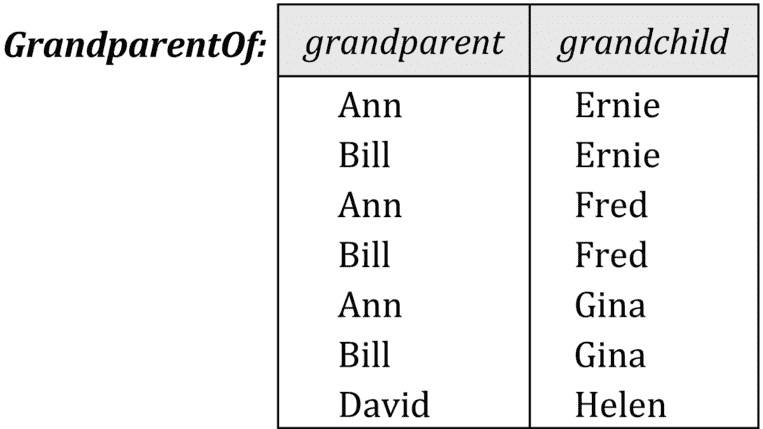 GrandparentOf: grandparent grandchild
Ann Ernie
Bill Ernie
Ann Fred
Bill Fred
Ann Gina
Bill Gina
David Helen